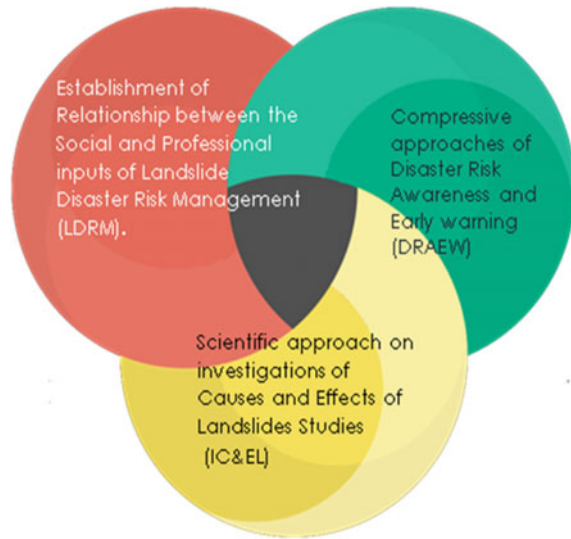 Establishment of
Relationship between the
Social and Professional
inputs of Landslide
Disaster Risk Management
(LDRM).
Compressive
approaches of
Disaster Risk
Awareness and
Early warning
(DRAEW)
Scientific approach on
investigations of
Causes and Effects of
Landslides Studies
(IC&EL)